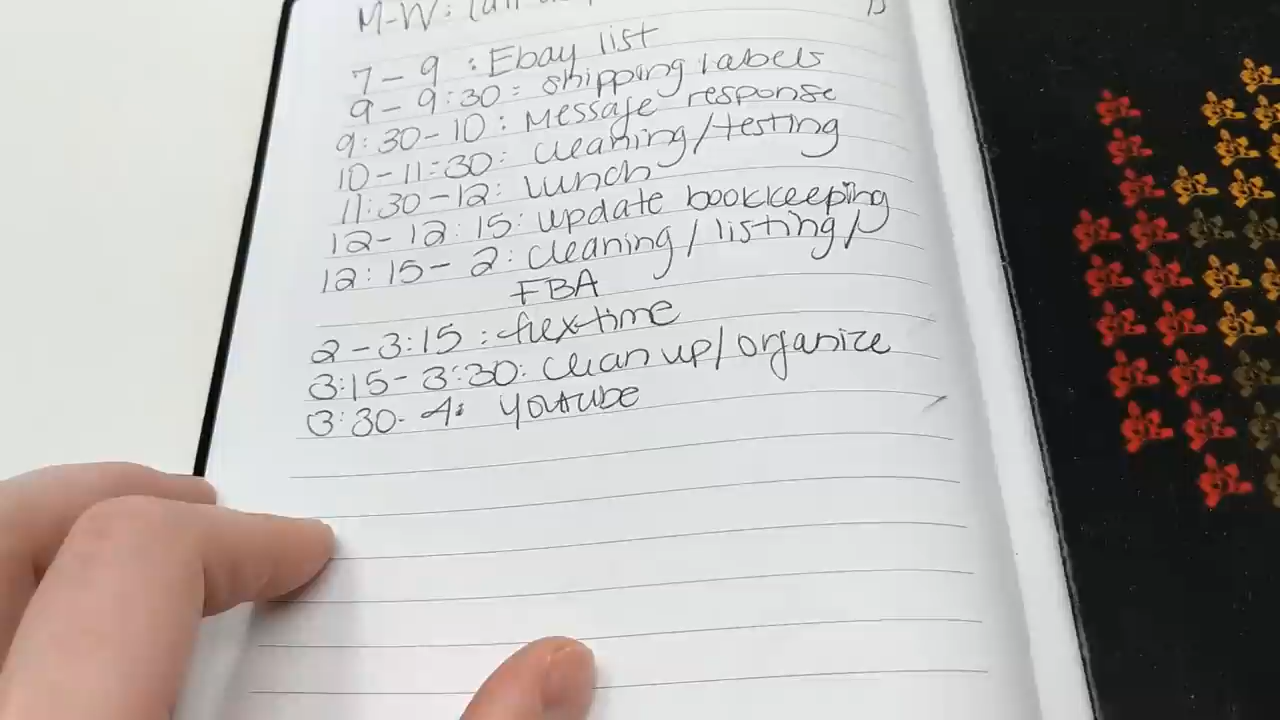 M-W:
7-9 : Ebay list
9-9:30: shipping labels
9:30-10: Message response
10-11:30: cleaning/testing
11:30-12: lunch
12-12:15: update bookkeeping
12:15-2: cleaning/listing/
FBA
2-3:15: flex-time
3:15-3:30: clean up/organize
3:30-4: youtube